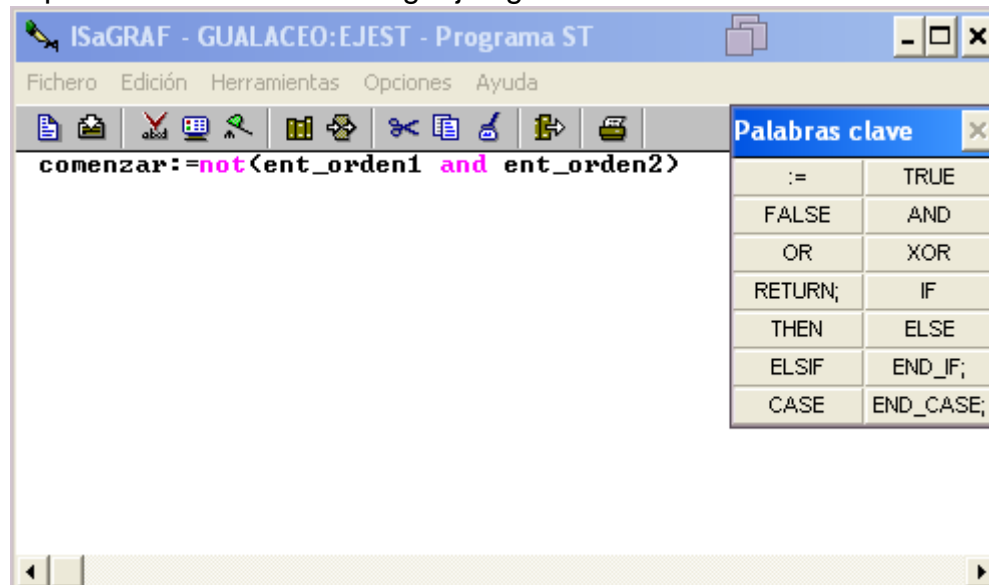 ISaGRAF - GUALACEO:EJEST - Programa ST
Fichero Edición Herramientas Opciones Ayuda
comenzar:=not(ent_orden1 and ent_orden2)
Palabras clave
:= TRUE
FALSE AND
OR XOR
RETURN; IF
THEN ELSE
ELSIF END_IF;
CASE END_CASE;